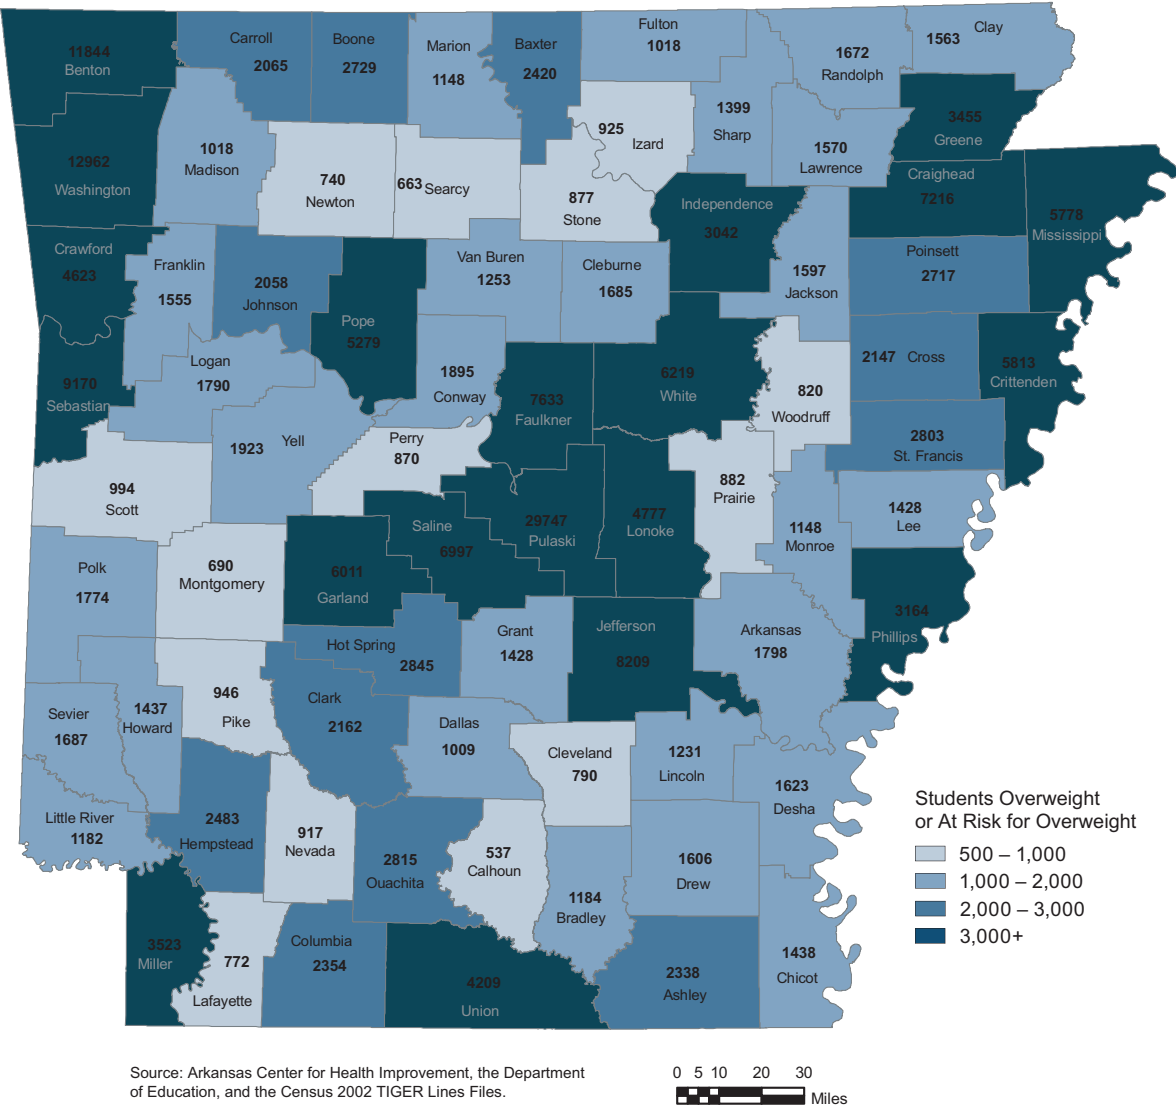 11844
Benton
Carroll
2065
Boone
2729
Marion
1148
Baxter
2420
Fulton
1018
1672
Randolph
1563 Clay
12962
Washington
1018
Madison
740
Newton
663 Searcy
925
Izard
877
Stone
1399
Sharp
1570
Lawrence
3455
Greene
Craighead
7216
5778
Mississippi
Independence
3042
Crawford
4623
Franklin
1555
2058
Johnson
Pope
5279
Van Buren
1253
Cleburne
1685
1597
Jackson
Poinsett
2717
9170
Sebastian
Logan
1790
1895
Conway
7633
Faulkner
6219
White
820
Woodruff
2147 Cross
5813
Crittenden
1923 Yell
Perry
870
2803
St. Francis
994
Scott
Saline
6997
29747
Pulaski
4777
Lonoke
882
Prairie
1148
Monroe
1428
Lee
Polk
1774
690
Montgomery
6011
Garland
3164
Phillips
Hot Spring
2845
Grant
1428
Jefferson
8209
Arkansas
1798
Sevier
1687
1437
Howard
946
Pike
Clark
2162
Dallas
1009
Cleveland
790
1231
Lincoln
1623
Desha
Little River
1182
2483
Hempstead
917
Nevada
2815
Ouachita
537
Calhoun
1184
Bradley
1606
Drew
3523
Miller
772
Lafayette
Columbia
2354
4209
Union
2338
Ashley
1438
Chicot
Students Overweight
or At Risk for Overweight
500 – 1,000
1,000 – 2,000
2,000 – 3,000
3,000+
Source: Arkansas Center for Health Improvement, the Department
of Education, and the Census 2002 TIGER Lines Files.
0 5 10 20 30
Miles